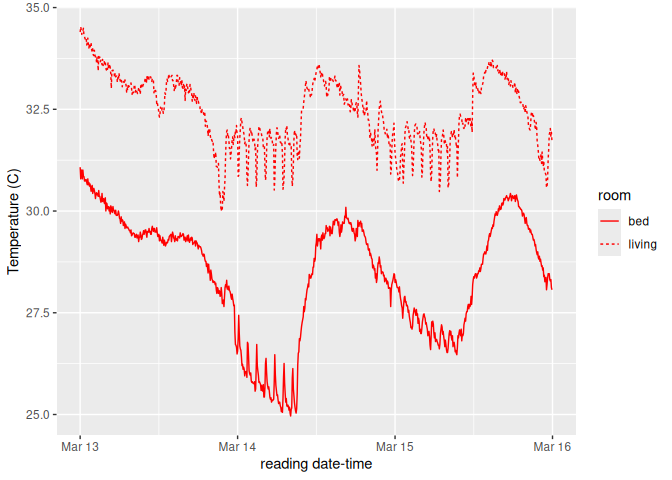 35.0
32.5
30.0
27.5
25.0
Temperature (C)
Mar 13
Mar 14
Mar 15
Mar 16
reading date-time
room
bed
living